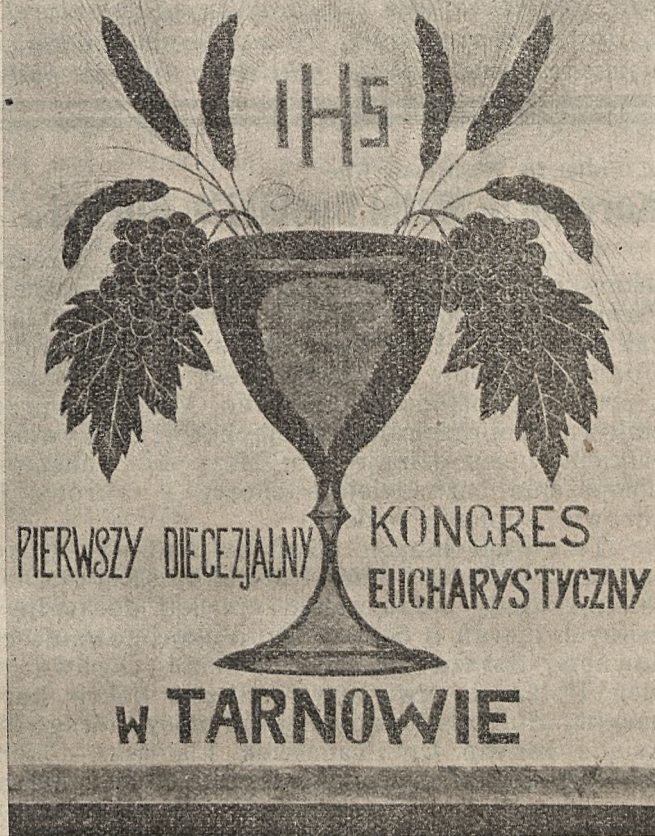 IHS
PIERWSZY DIECEZJALNY
KONGRES
EUCHARYSTYCZNY
W TARNOWIE